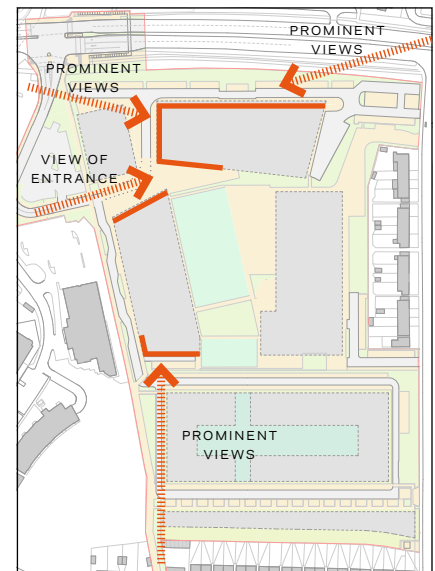 PROMINENT
VIEWS
PROMINENT
VIEWS
VIEW OF
ENTRANCE
PROMINENT
VIEWS